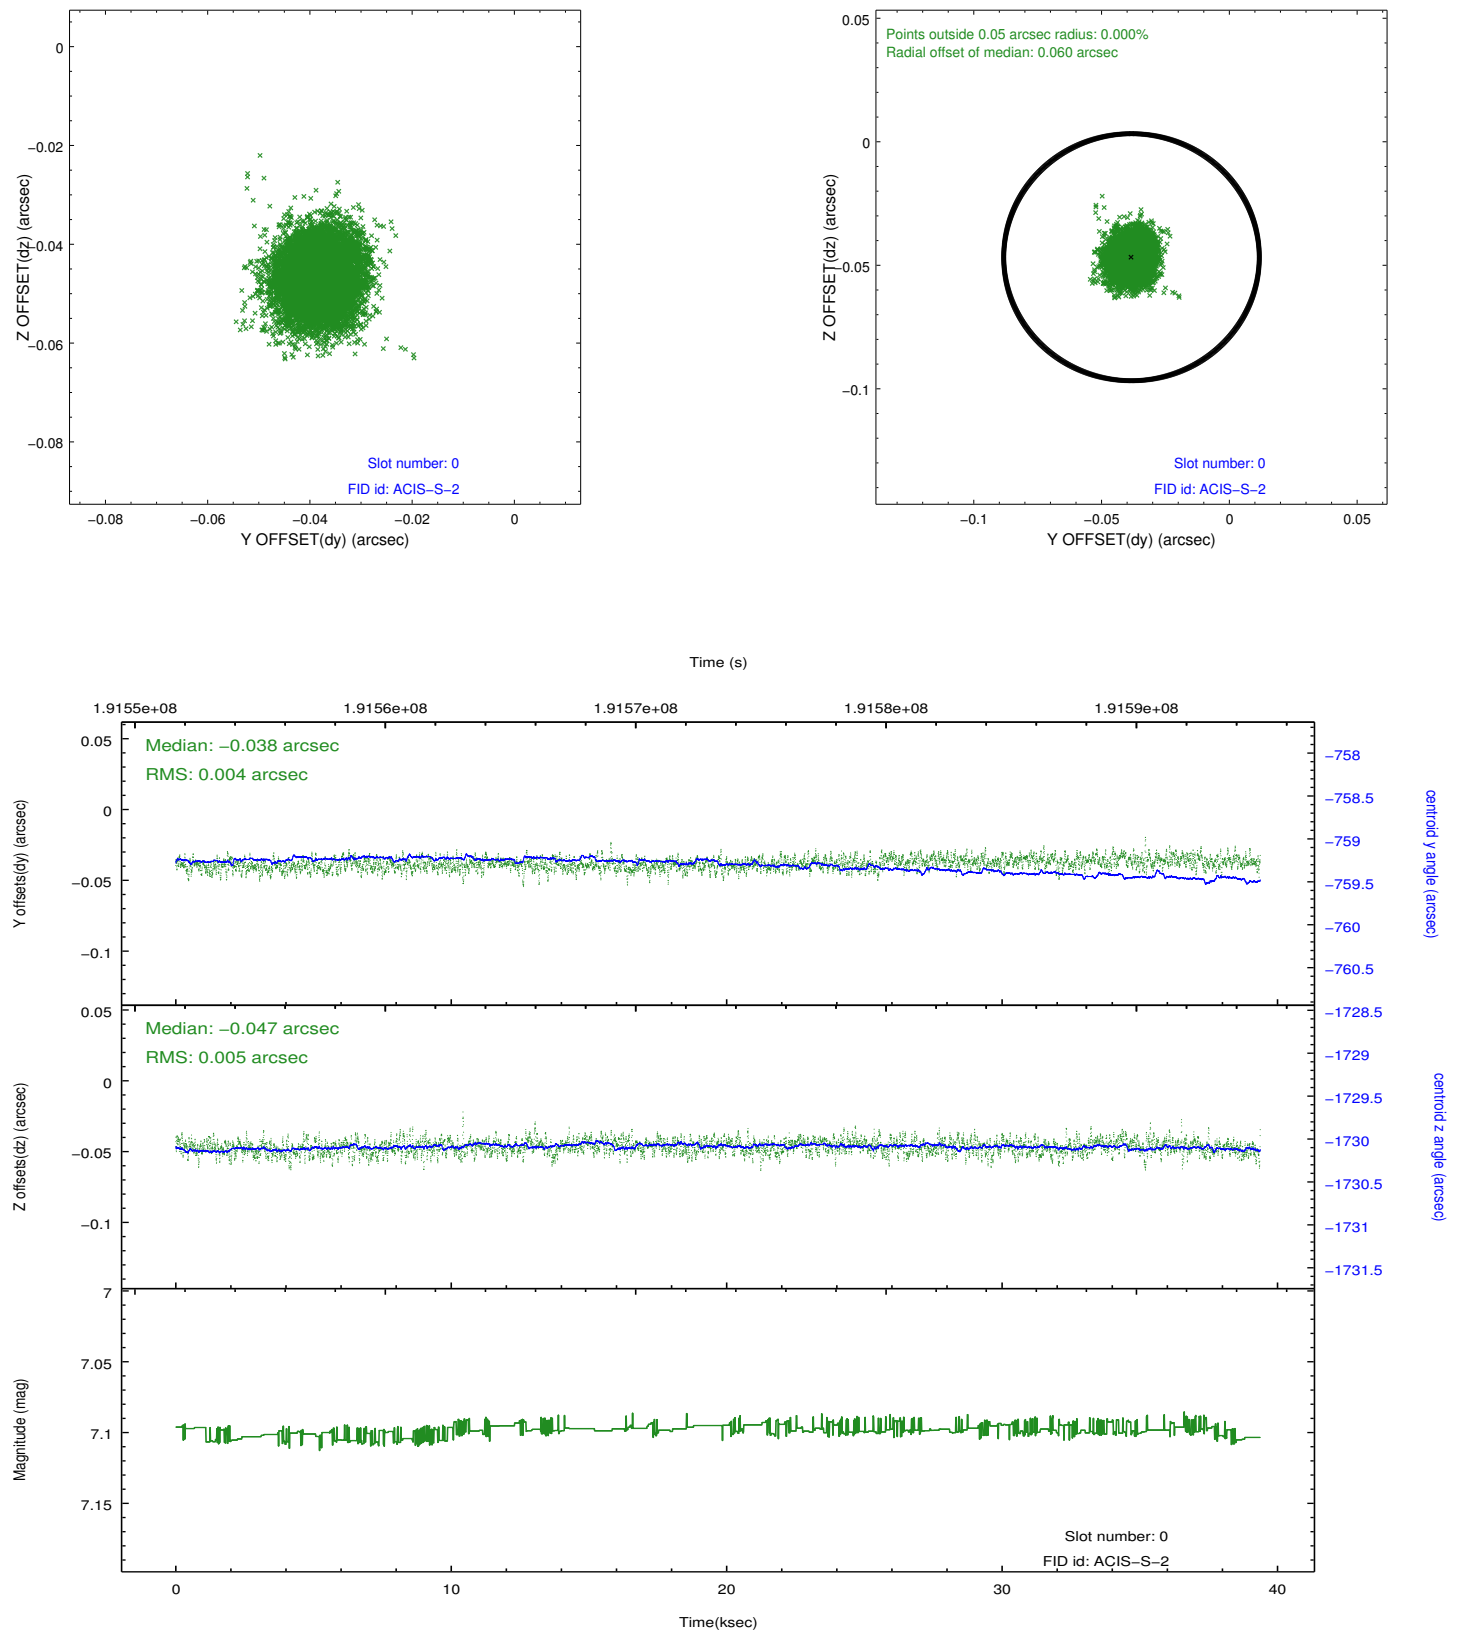 0
−0.02
−0.04
−0.06
−0.08
Z OFFSET(dz) (arcsec)
Slot number: 0
FID id: ACIS−S−2
−0.08 −0.06 −0.04 −0.02 0
Y OFFSET(dy) (arcsec)
Points outside 0.05 arcsec radius: 0.000%
Radial offset of median: 0.060 arcsec
0.05
0
−0.05
−0.1
Z OFFSET(dz) (arcsec)
Slot number: 0
FID id: ACIS−S−2
−0.1 −0.05 0 0.05
Y OFFSET(dy) (arcsec)
Time (s)
1.9155e+08 1.9156e+08 1.9157e+08 1.9158e+08 1.9159e+08
Median: −0.038 arcsec
RMS: 0.004 arcsec
0.05
0
−0.05
−0.1
Y offsets(dy) (arcsec)
−758
−758.5
−759
−759.5
−760
−760.5
centroid y angle (arcsec)
Median: −0.047 arcsec
RMS: 0.005 arcsec
0.05
0
−0.05
−0.1
Z offsets(dz) (arcsec)
−1728.5
−1729
−1729.5
−1730
−1730.5
−1731
−1731.5
centroid z angle (arcsec)
7
7.05
7.1
7.15
Magnitude (mag)
Slot number: 0
FID id: ACIS−S−2
0 10 20 30 40
Time(ksec)